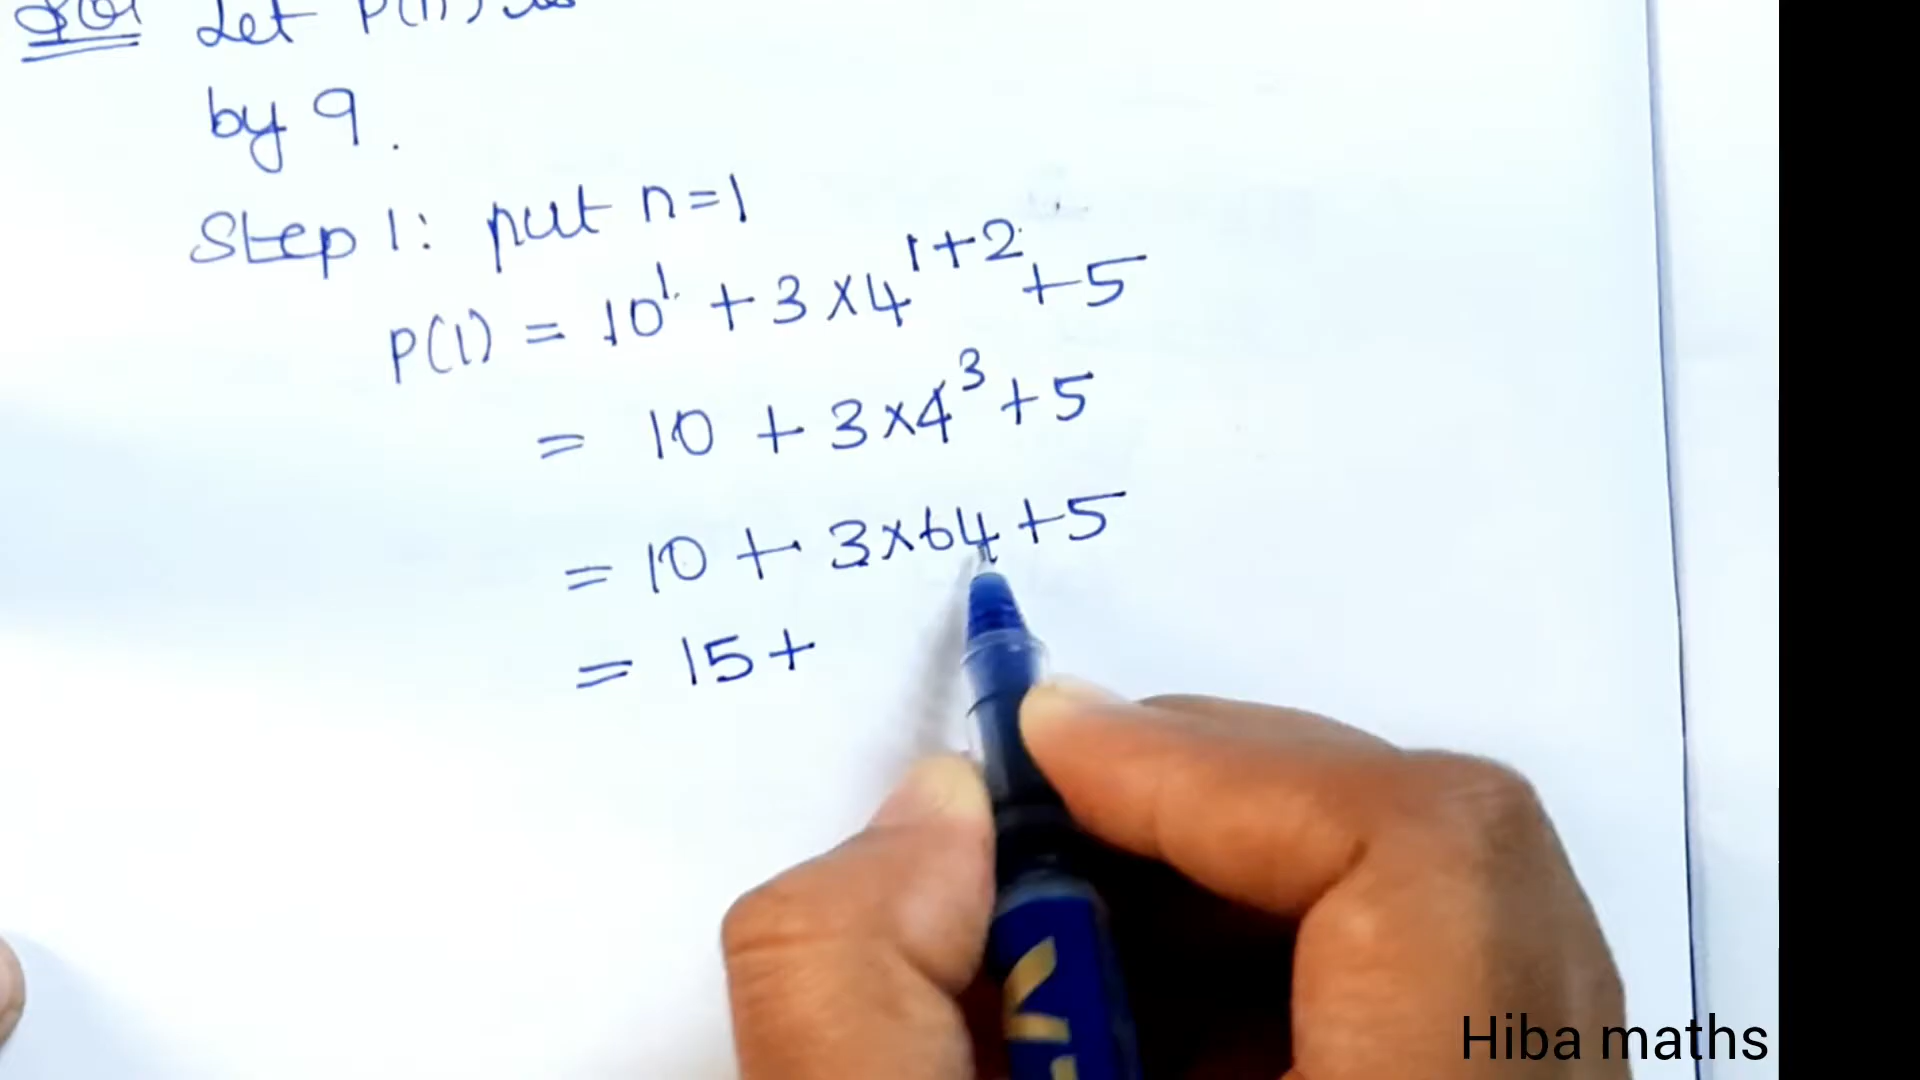 Sol Let P(n)
by 9.
Step 1: put n=1
P(1) = 10¹ + 3×4¹⁺² + 5
= 10 + 3×4³ + 5
= 10 + 3×64 + 5
= 15 +
Hiba maths